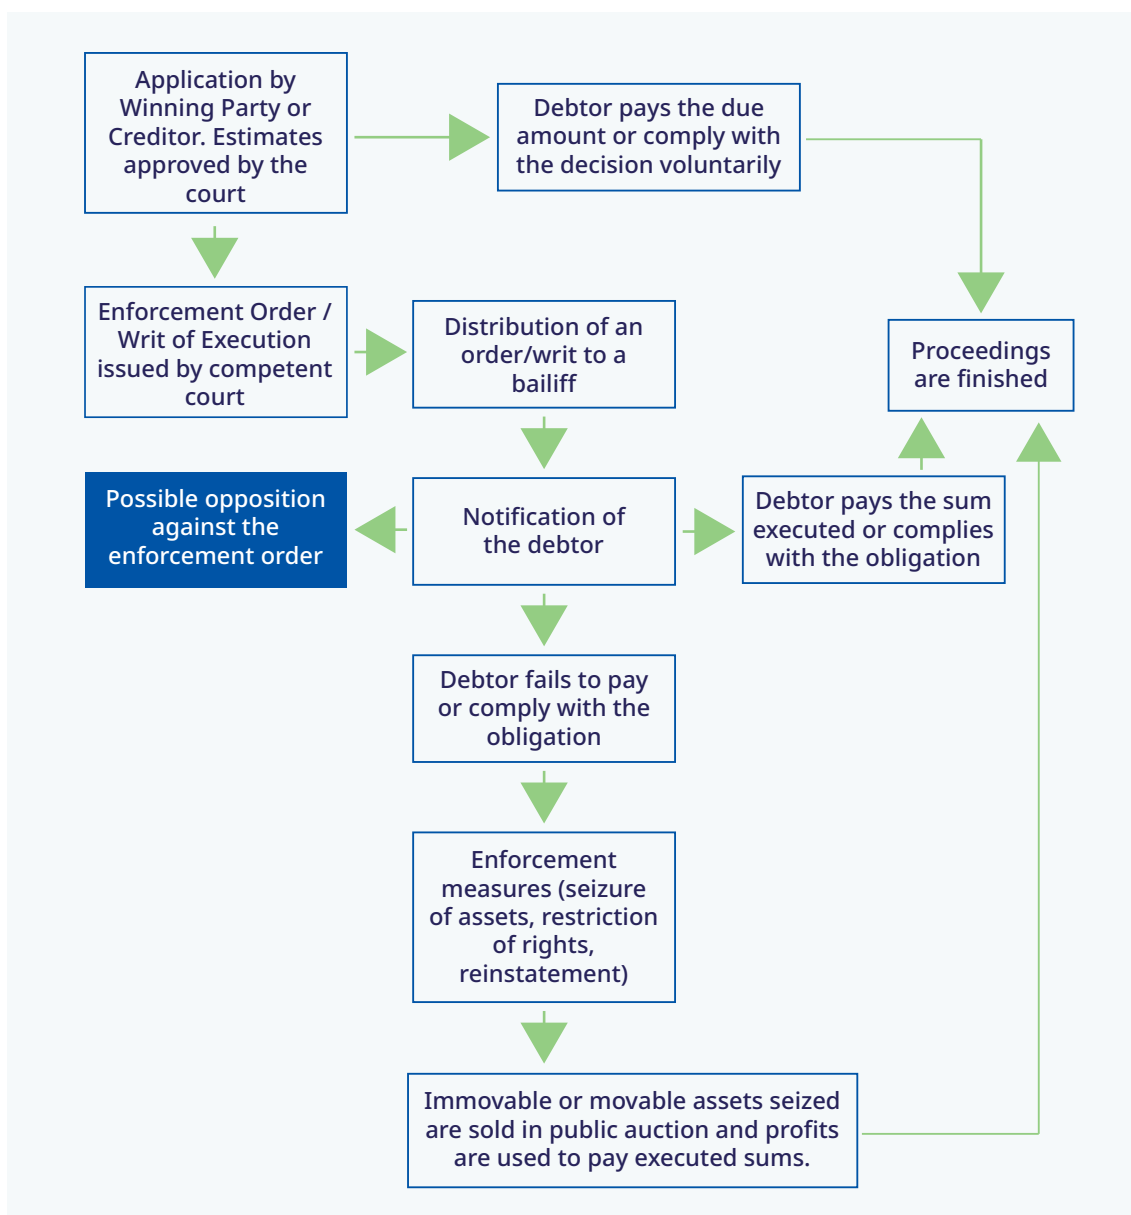 Application by
Winning Party or
Creditor. Estimates
approved by the
court
Debtor pays the due
amount or comply with
the decision voluntarily
Enforcement Order /
Writ of Execution
issued by competent
court
Distribution of an
order/writ to a
bailiff
Proceedings
are finished
Possible opposition
against the
enforcement order
Notification of
the debtor
Debtor pays the sum
executed or complies
with the obligation
Debtor fails to pay
or comply with the
obligation
Enforcement
measures (seizure
of assets, restriction
of rights,
reinstatement)
Immovable or movable assets seized
are sold in public auction and profits
are used to pay executed sums.